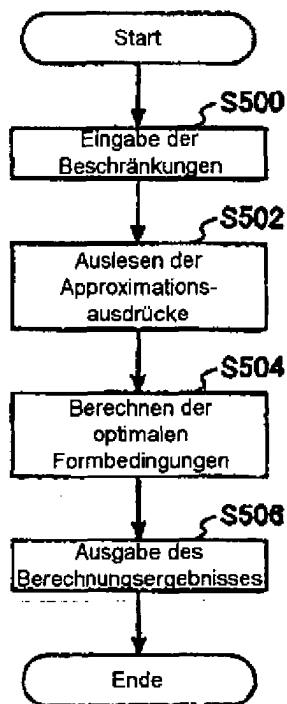 Start
S500
Eingabe der
Beschränkungen
S502
Auslesen der
Approximations-
ausdrücke
S504
Berechnen der
optimalen
Formbedingungen
S506
Ausgabe des
Berechnungsergebnisses
Ende